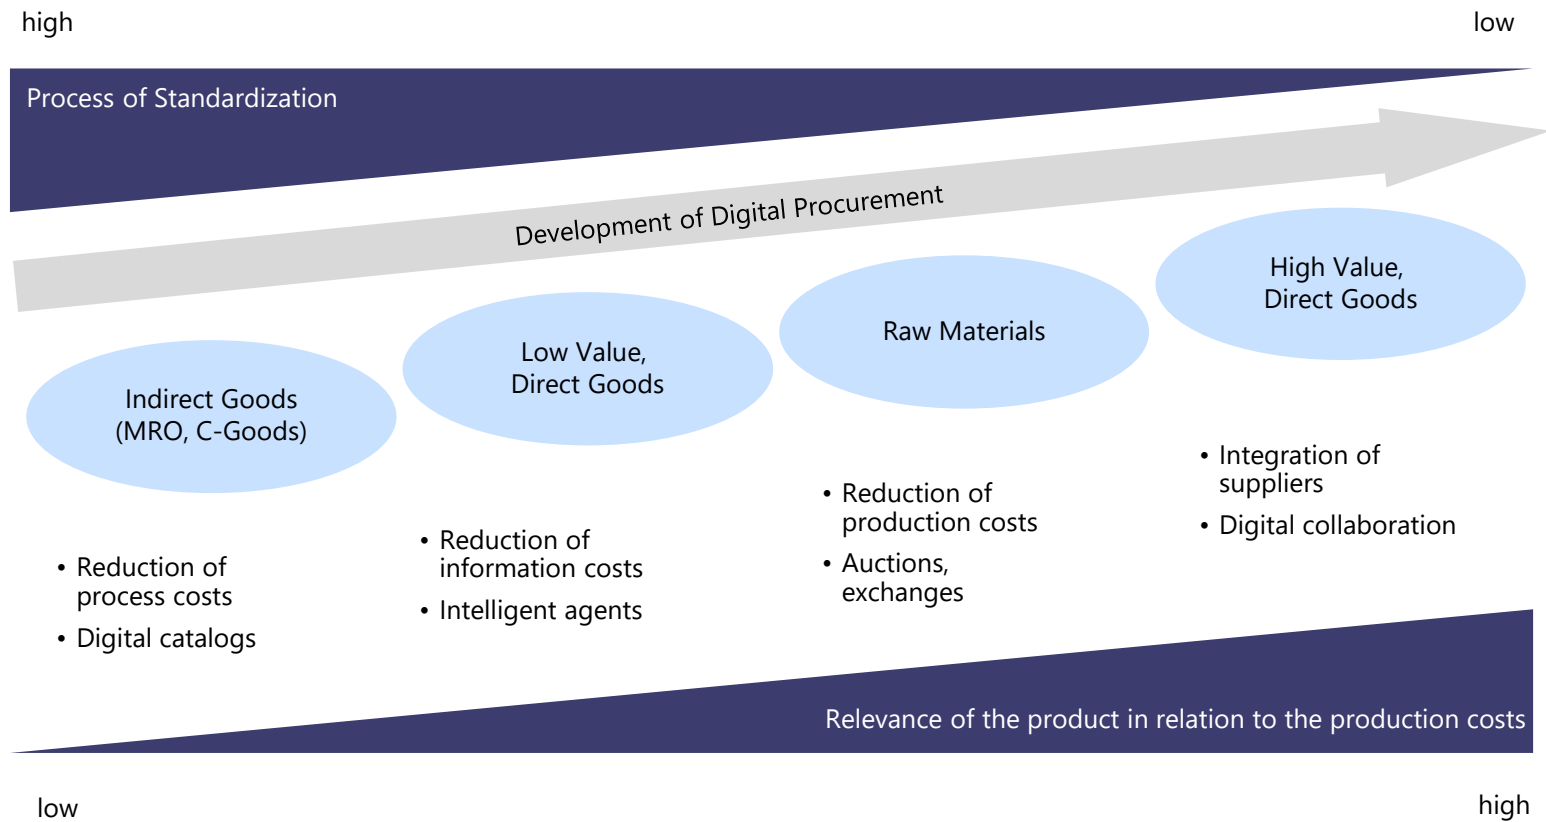 high
low
Process of Standardization
Development of Digital Procurement
Indirect Goods
(MRO, C-Goods)
• Reduction of
process costs
• Digital catalogs
Low Value,
Direct Goods
• Reduction of
information costs
• Intelligent agents
Raw Materials
• Reduction of
production costs
• Auctions,
exchanges
High Value,
Direct Goods
• Integration of
suppliers
• Digital collaboration
Relevance of the product in relation to the production costs
low
high